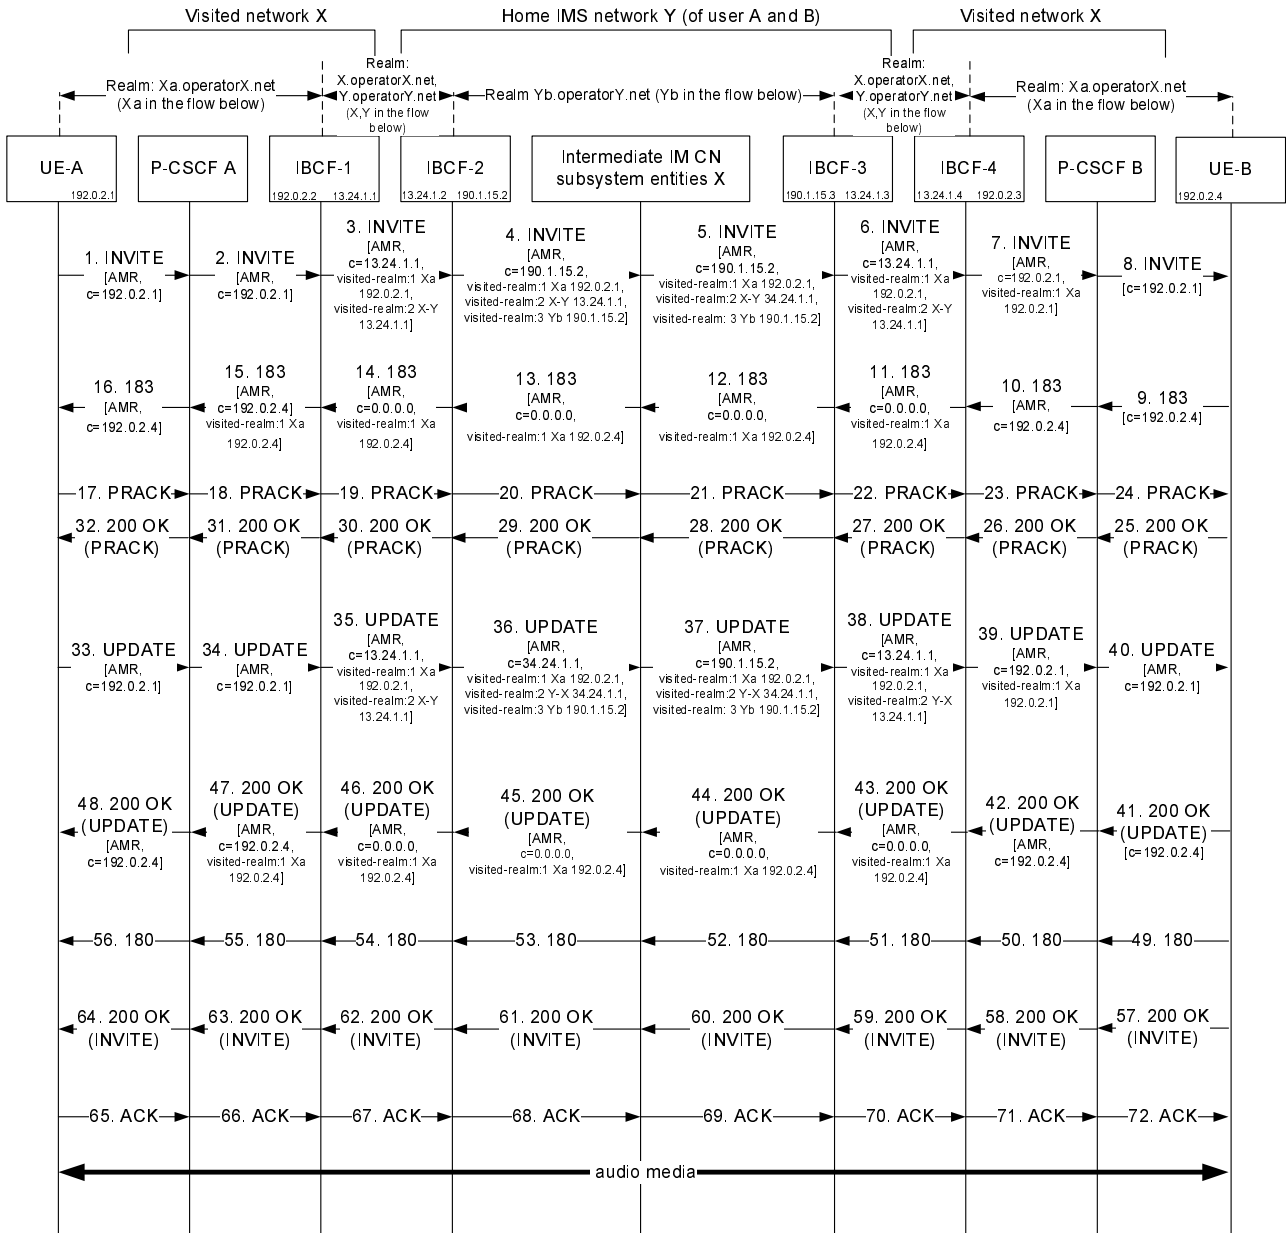 Visited network X
Home IMS network Y (of user A and B)
Visited network X
Realm: Xa.operatorX.net
(Xa in the flow below)
Realm:
X.operatorX.net,
Y.operatorY.net
(X,Y in the flow
below)
Realm Yb.operatorY.net (Yb in the flow below)
Realm:
X.operatorX.net,
Y.operatorY.net
(X,Y in the flow
below)
Realm: Xa.operatorX.net
(Xa in the flow below)
UE-A
192.0.2.1
P-CSCF A
IBCF-1
192.0.2.2 13.24.1.1
IBCF-2
13.24.1.2 190.1.15.2
Intermediate IM CN
subsystem entities X
IBCF-3
190.1.15.3 13.24.1.3
IBCF-4
13.24.1.4 192.0.2.3
P-CSCF B
UE-B
192.0.2.4
1. INVITE
[AMR,
c=192.0.2.1]
2. INVITE
[AMR,
c=192.0.2.1]
3. INVITE
[AMR,
c=13.24.1.1,
visited-realm:1 Xa
192.0.2.1,
visited-realm:2 X-Y
13.24.1.1]
4. INVITE
[AMR,
c=190.1.15.2,
visited-realm:1 Xa 192.0.2.1,
visited-realm:2 X-Y 13.24.1.1,
visited-realm:3 Yb 190.1.15.2]
5. INVITE
[AMR,
c=190.1.15.2,
visited-realm:1 Xa 192.0.2.1,
visited-realm:2 X-Y 34.24.1.1,
visited-realm: 3 Yb 190.1.15.2]
6. INVITE
[AMR,
c=13.24.1.1,
visited-realm:1 Xa
192.0.2.1,
visited-realm:2 X-Y
13.24.1.1]
7. INVITE
[AMR,
c=192.0.2.1,
visited-realm:1 Xa
192.0.2.1]
8. INVITE
[c=192.0.2.1]
16. 183
[AMR,
c=192.0.2.4]
15. 183
[AMR,
c=192.0.2.4]
visited-realm:1 Xa
192.0.2.4]
14. 183
[AMR,
c=0.0.0.0,
visited-realm:1 Xa
192.0.2.4]
13. 183
[AMR,
c=0.0.0.0,
visited-realm:1 Xa 192.0.2.4]
12. 183
[AMR,
c=0.0.0.0,
visited-realm:1 Xa 192.0.2.4]
11. 183
[AMR,
c=0.0.0.0,
visited-realm:1 Xa
192.0.2.4]
10. 183
[AMR,
c=192.0.2.4]
9. 183
[c=192.0.2.4]
17. PRACK
18. PRACK
19. PRACK
20. PRACK
21. PRACK
22. PRACK
23. PRACK
24. PRACK
32. 200 OK
(PRACK)
31. 200 OK
(PRACK)
30. 200 OK
(PRACK)
29. 200 OK
(PRACK)
28. 200 OK
(PRACK)
27. 200 OK
(PRACK)
26. 200 OK
(PRACK)
25. 200 OK
(PRACK)
33. UPDATE
[AMR,
c=192.0.2.1]
34. UPDATE
[AMR,
c=192.0.2.1]
35. UPDATE
[AMR,
c=13.24.1.1,
visited-realm:1 Xa
192.0.2.1,
visited-realm:2 X-Y
13.24.1.1]
36. UPDATE
[AMR,
c=34.24.1.1,
visited-realm:1 Xa 192.0.2.1,
visited-realm:2 Y-X 34.24.1.1,
visited-realm:3 Yb 190.1.15.2]
37. UPDATE
[AMR,
c=190.1.15.2,
visited-realm:1 Xa 192.0.2.1,
visited-realm:2 Y-X 34.24.1.1,
visited-realm: 3 Yb 190.1.15.2]
38. UPDATE
[AMR,
c=13.24.1.1,
visited-realm:1 Xa
192.0.2.1,
visited-realm:2 Y-X
13.24.1.1]
39. UPDATE
[AMR,
c=192.0.2.1,
visited-realm:1 Xa
192.0.2.1]
40. UPDATE
[AMR,
c=192.0.2.1]
48. 200 OK
(UPDATE)
[AMR,
c=192.0.2.4]
47. 200 OK
(UPDATE)
[AMR,
c=192.0.2.4,
visited-realm:1 Xa
192.0.2.4]
46. 200 OK
(UPDATE)
[AMR,
c=0.0.0.0,
visited-realm:1 Xa
192.0.2.4]
45. 200 OK
(UPDATE)
[AMR,
c=0.0.0.0,
visited-realm:1 Xa 192.0.2.4]
44. 200 OK
(UPDATE)
[AMR,
c=0.0.0.0,
visited-realm:1 Xa 192.0.2.4]
43. 200 OK
(UPDATE)
[AMR,
c=0.0.0.0,
visited-realm:1 Xa
192.0.2.4]
42. 200 OK
(UPDATE)
[AMR,
c=192.0.2.4]
41. 200 OK
(UPDATE)
[c=192.0.2.4]
56. 180
55. 180
54. 180
53. 180
52. 180
51. 180
50. 180
49. 180
64. 200 OK
(INVITE)
63. 200 OK
(INVITE)
62. 200 OK
(INVITE)
61. 200 OK
(INVITE)
60. 200 OK
(INVITE)
59. 200 OK
(INVITE)
58. 200 OK
(INVITE)
57. 200 OK
(INVITE)
65. ACK
66. ACK
67. ACK
68. ACK
69. ACK
70. ACK
71. ACK
72. ACK
audio media